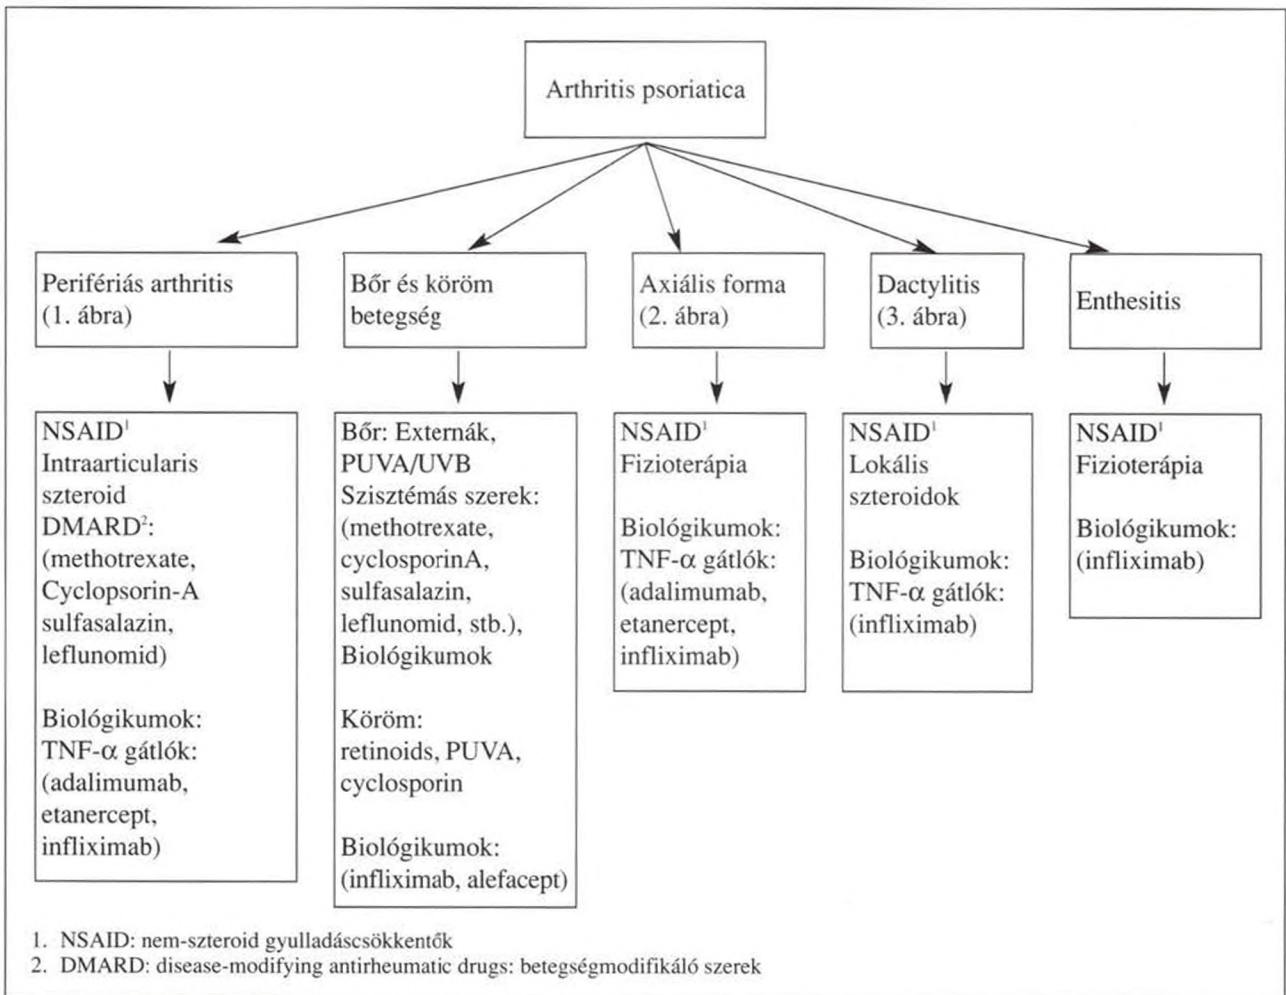 Arthritis psoriatica
Perifériás arthritis
(1. ábra)
Bőr és köröm
betegség
Axiális forma
(2. ábra)
Dactylitis
(3. ábra)
Enthesitis
NSAID¹
Intraarticularis
szteroid
DMARD²:
(methotrexate,
Cyclopsorin-A
sulfasalazin,
leflunomid)
Biológikumok:
TNF-α gátlók:
(adalimumab,
etanercept,
infliximab)
Bőr: Externák,
PUVA/UVB
Szisztémás szerek:
(methotrexate,
cyclosporinA,
sulfasalazin,
leflunomid, stb.),
Biológikumok
Köröm:
retinoids, PUVA,
cyclosporin
Biológikumok:
(infliximab, alefacept)
NSAID¹
Fizioterápia
Biológikumok:
TNF-α gátlók:
(adalimumab,
etanercept,
infliximab)
NSAID¹
Lokális
szteroidok
Biológikumok:
TNF-α gátlók:
(infliximab)
NSAID¹
Fizioterápia
Biológikumok:
(infliximab)
1. NSAID: nem-szteroid gyulladáscsökkentők
2. DMARD: disease-modifying antirheumatic drugs: betegségmodifikáló szerek